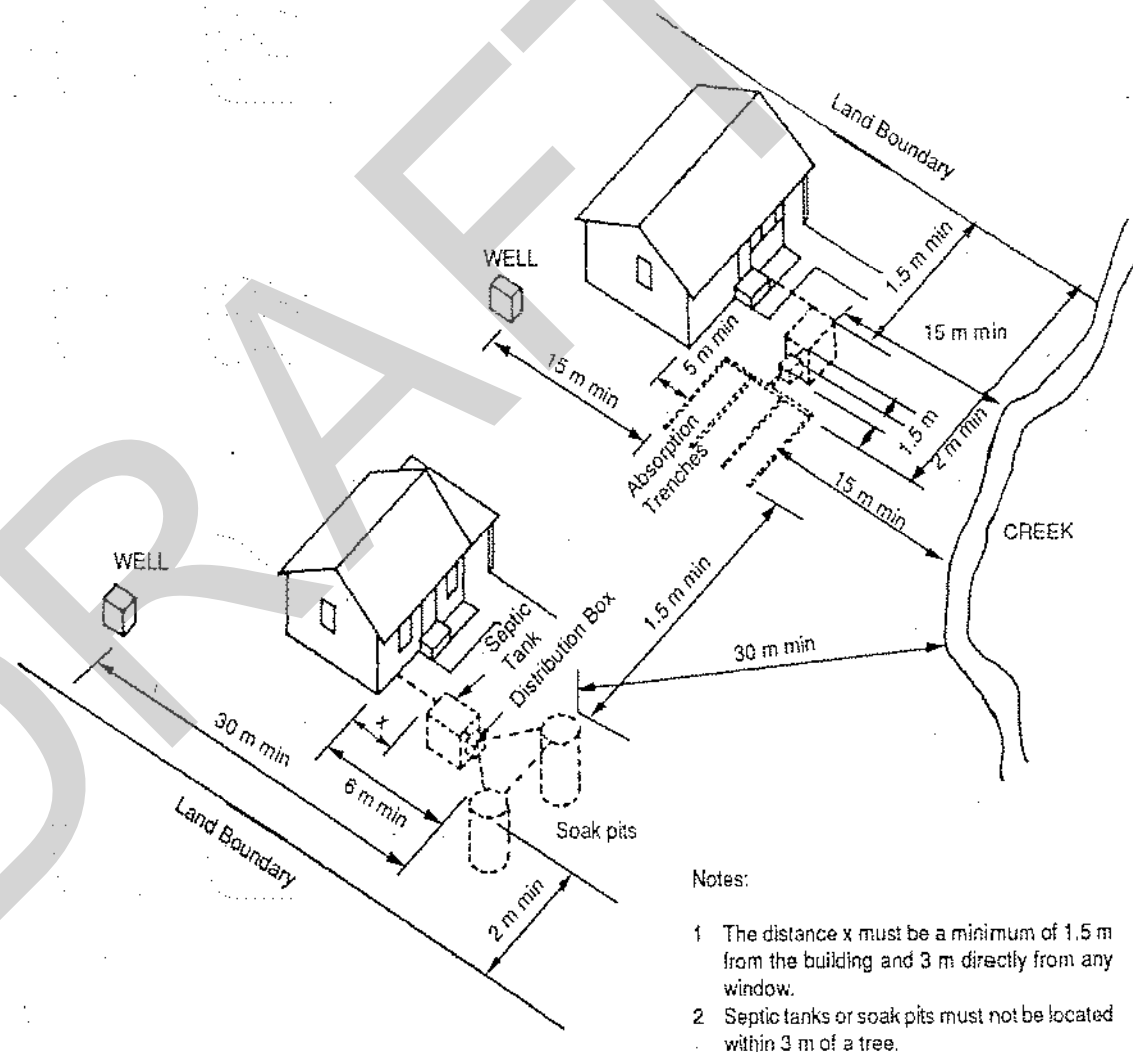 DRAFT
Land Boundary
WELL
1.5 m min
15 m min
5 m min
15 m min
Absorption
Trenches
1.5 m
2 m min
15 m min
CREEK
WELL
1.5 m min
Septic
Tank
Distribution Box
30 m min
x
30 m min
6 m min
Land Boundary
Soak pits
2 m min
Notes:
1 The distance x must be a minimum of 1.5 m
from the building and 3 m directly from any
window.
2 Septic tanks or soak pits must not be located
within 3 m of a tree.